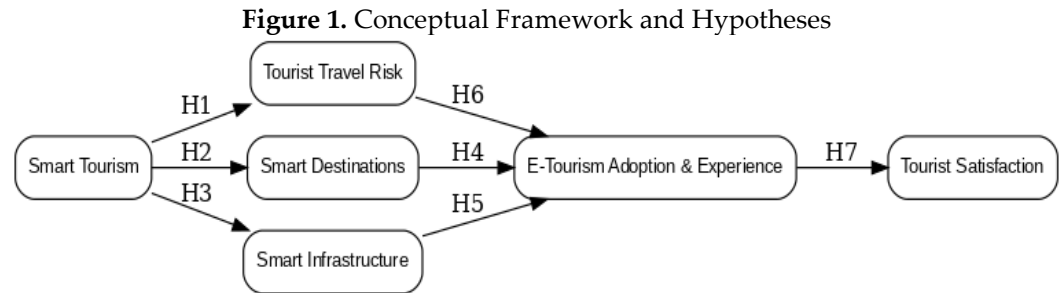 Figure 1. Conceptual Framework and Hypotheses
Tourist Travel Risk
H1
H6
Smart Tourism
H2
Smart Destinations
H4
E-Tourism Adoption & Experience
H7
Tourist Satisfaction
H3
H5
Smart Infrastructure